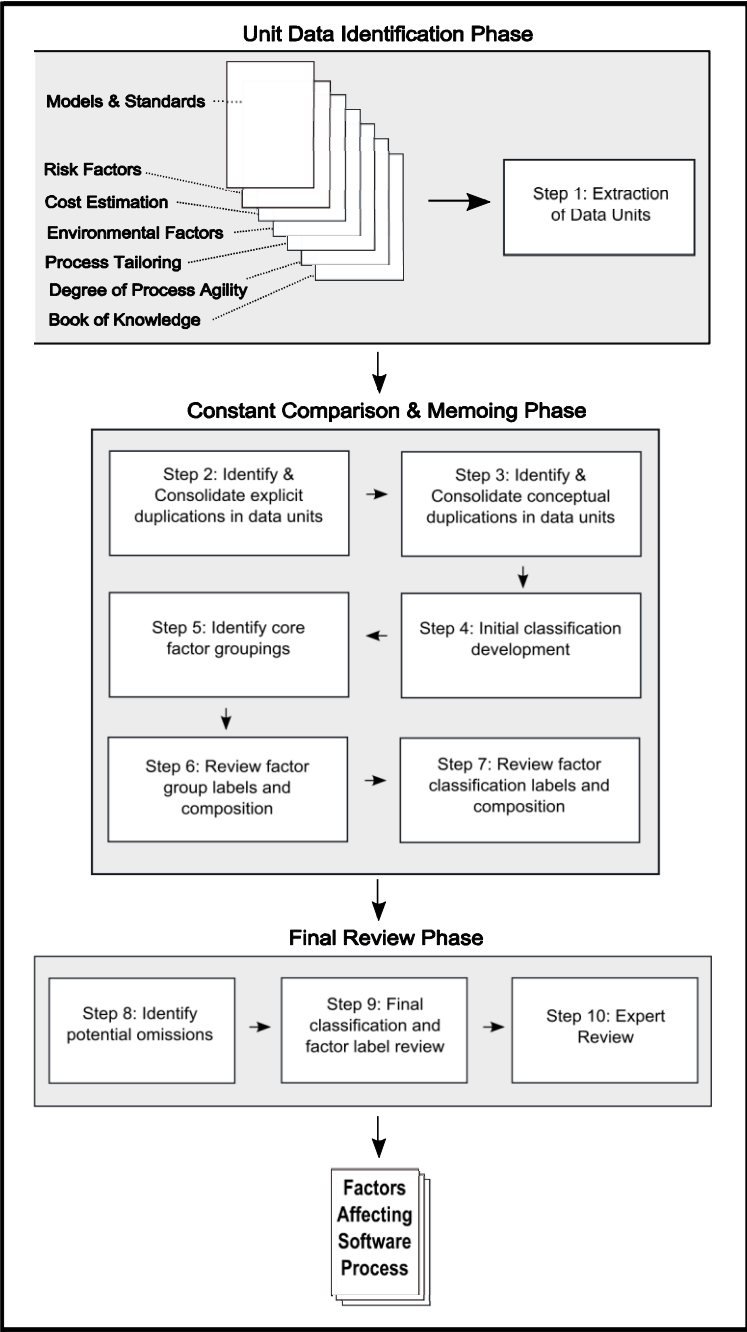 Unit Data Identification Phase
Models & Standards
Risk Factors
Cost Estimation
Environmental Factors
Process Tailoring
Degree of Process Agility
Book of Knowledge
Step 1: Extraction
of Data Units
Constant Comparison & Memoing Phase
Step 2: Identify &
Consolidate explicit
duplications in data units
Step 3: Identify &
Consolidate conceptual
duplications in data units
Step 5: Identify core
factor groupings
Step 4: Initial classification
development
Step 6: Review factor
group labels and
composition
Step 7: Review factor
classification labels and
composition
Final Review Phase
Step 8: Identify
potential omissions
Step 9: Final
classification and
factor label review
Step 10: Expert
Review
Factors
Affecting
Software
Process